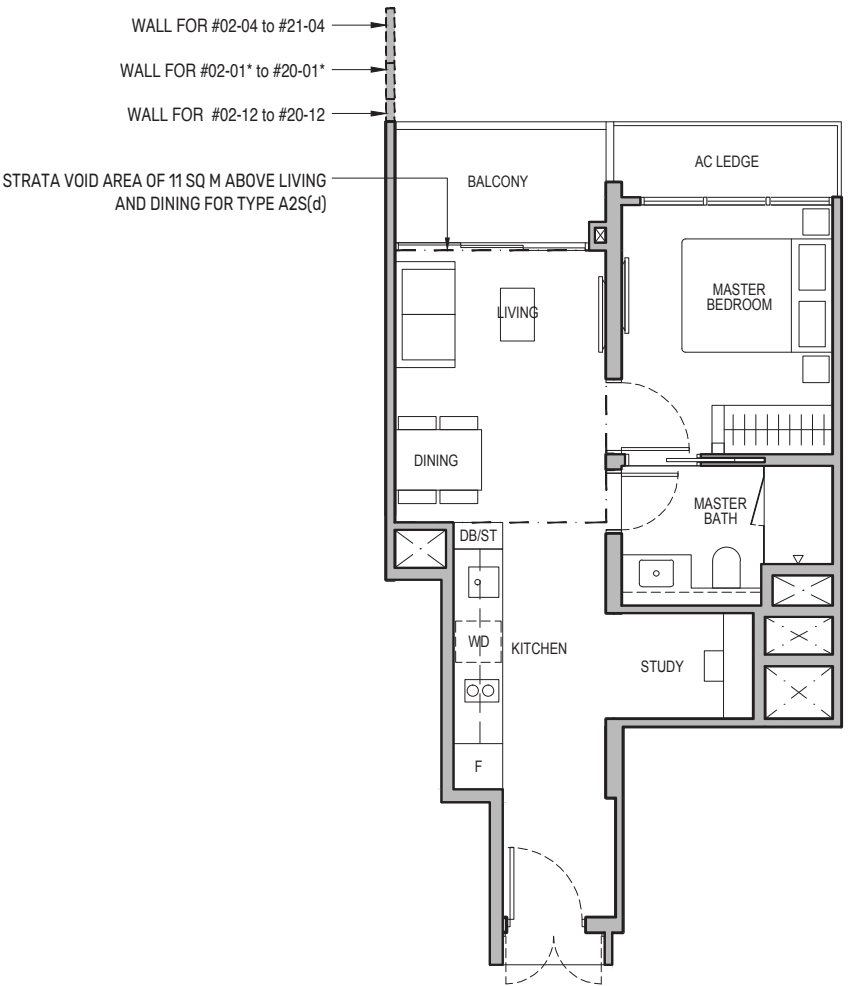 WALL FOR #02-04 to #21-04
WALL FOR #02-01* to #20-01*
WALL FOR #02-12 to #20-12
STRATA VOID AREA OF 11 SQ M ABOVE LIVING
AND DINING FOR TYPE A2S(d)
BALCONY
AC LEDGE
LIVING
MASTER
BEDROOM
DINING
MASTER
BATH
DB/ST
WD
KITCHEN
STUDY
F